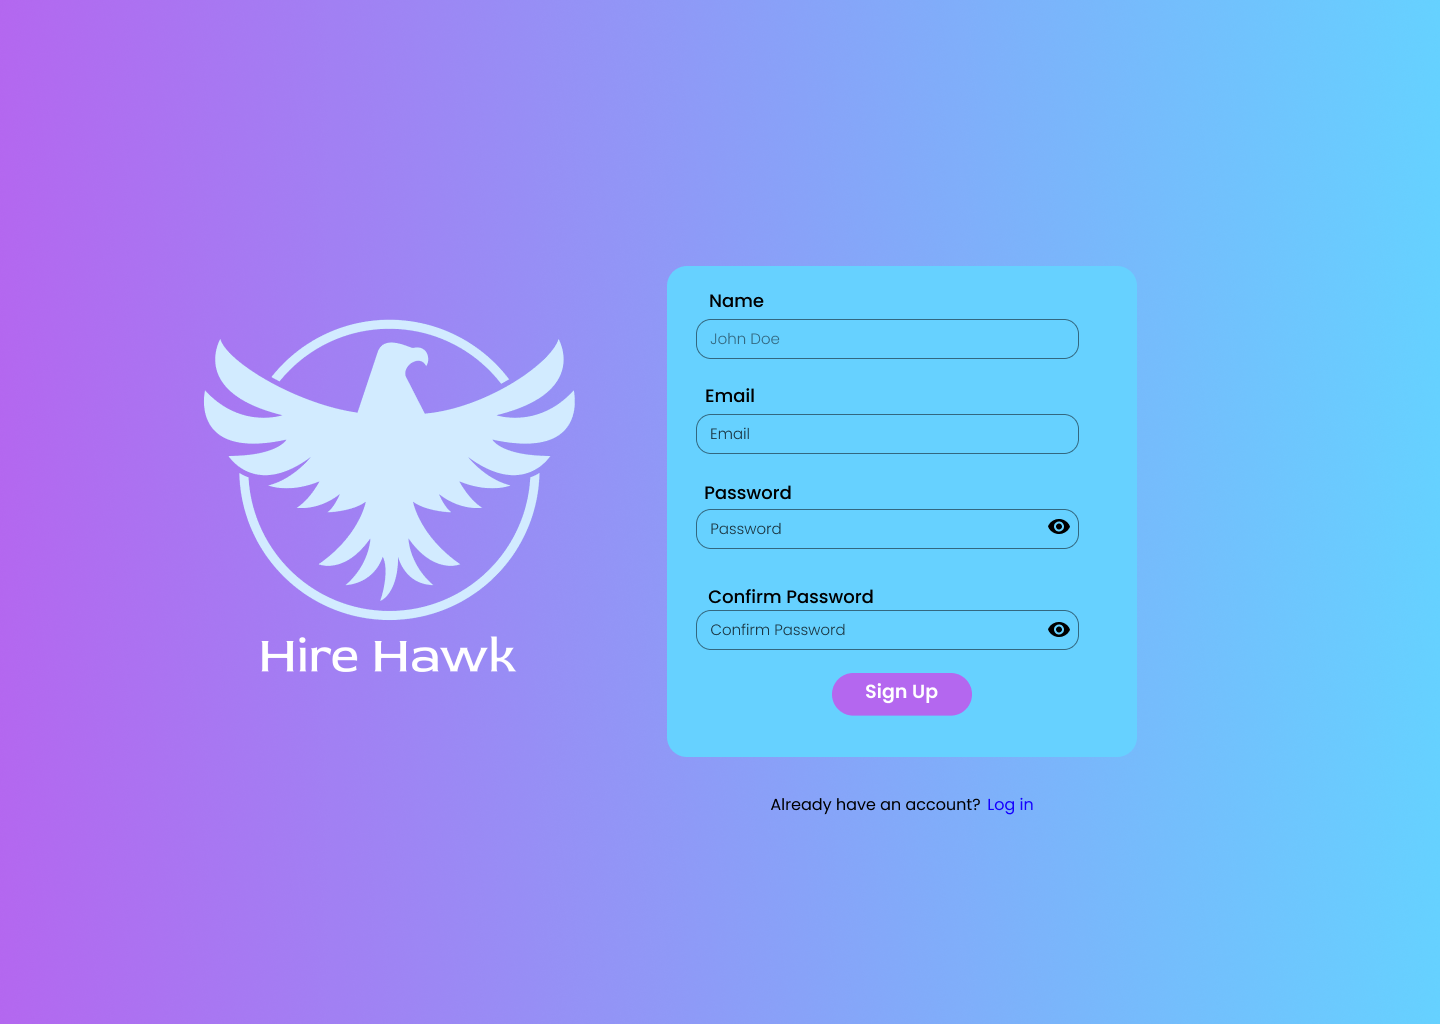 Hire Hawk
Name
John Doe
Email
Email
Password
Password
Confirm Password
Confirm Password
Sign Up
Already have an account? Log in